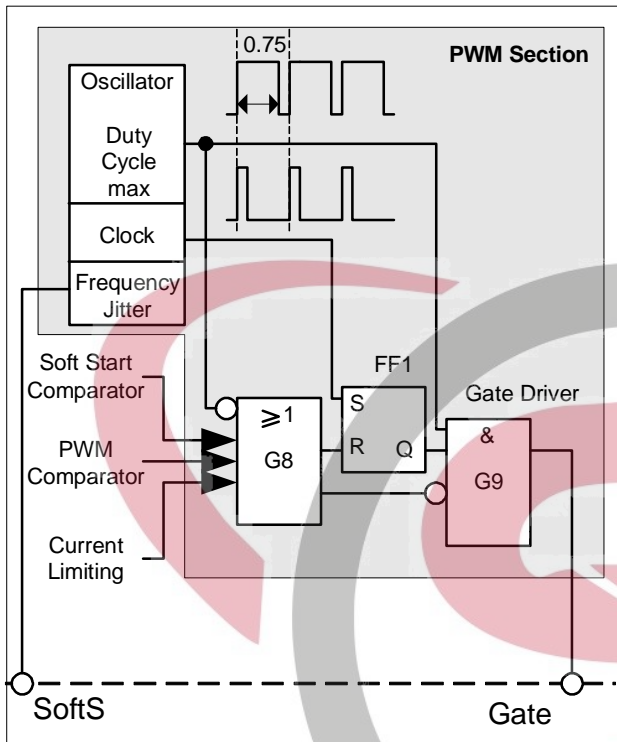 0.75
PWM Section
Oscillator
Duty
Cycle
max
Clock
Frequency
Jitter
Soft Start
Comparator
PWM
Comparator
Current
Limiting
FF1
S
R
Q
≥1
G8
Gate Driver
&
G9
SoftS
Gate